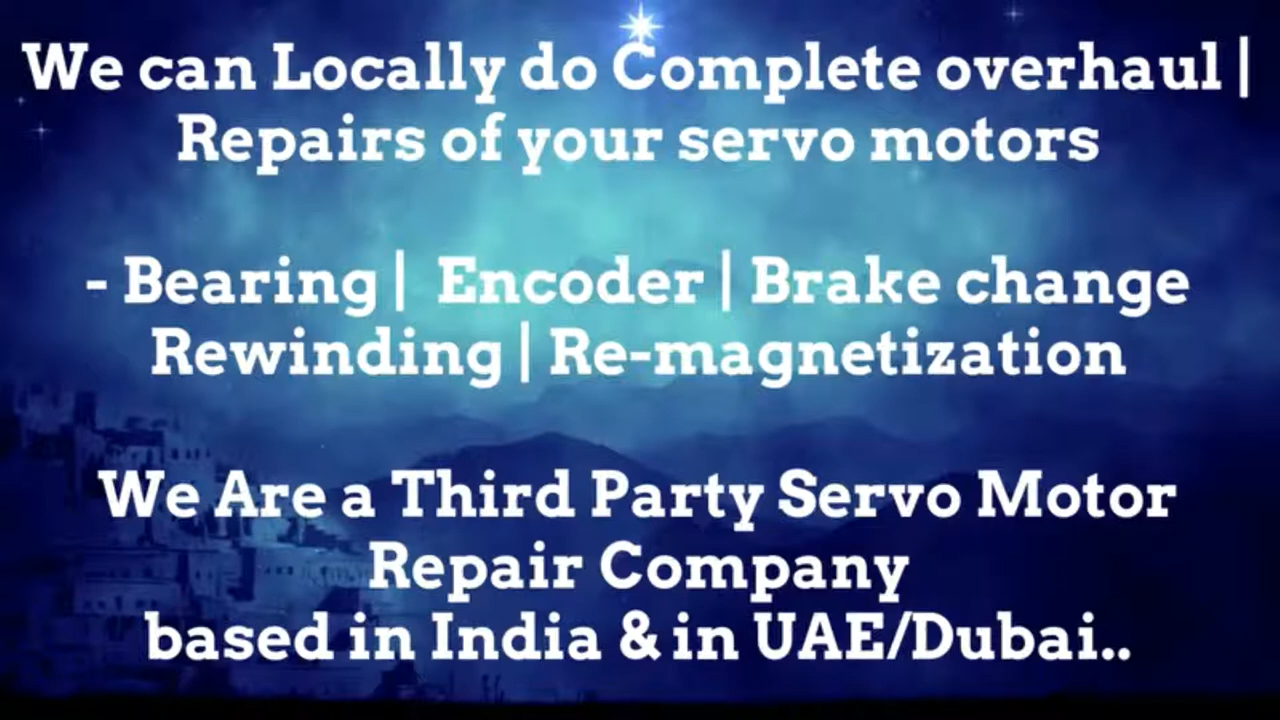 We can Locally do Complete overhaul |
Repairs of your servo motors
- Bearing | Encoder | Brake change
Rewinding | Re-magnetization
We Are a Third Party Servo Motor
Repair Company
based in India & in UAE/Dubai..